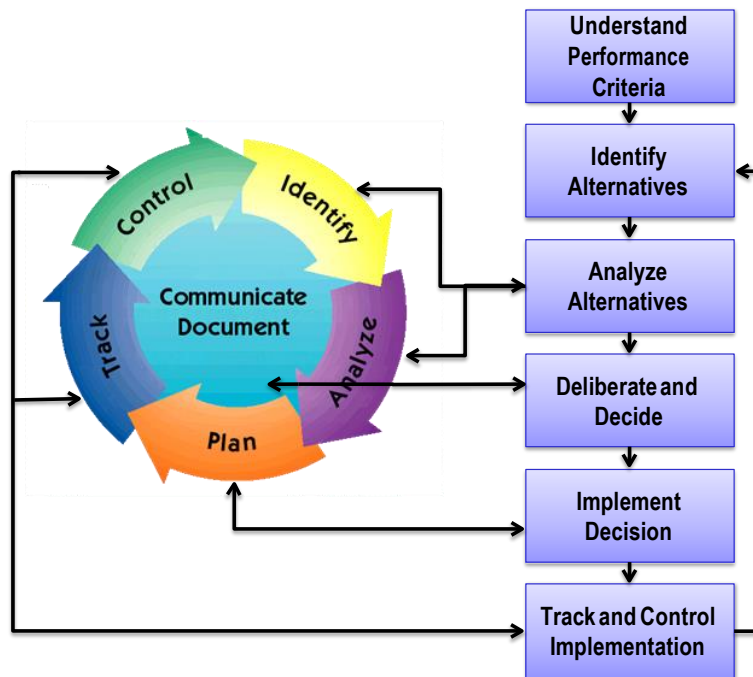 Understand
Performance
Criteria
Identify
Alternatives
Analyze
Alternatives
Deliberate and
Decide
Implement
Decision
Track and Control
Implementation
Control
Identify
Analyze
Plan
Track
Communicate
Document